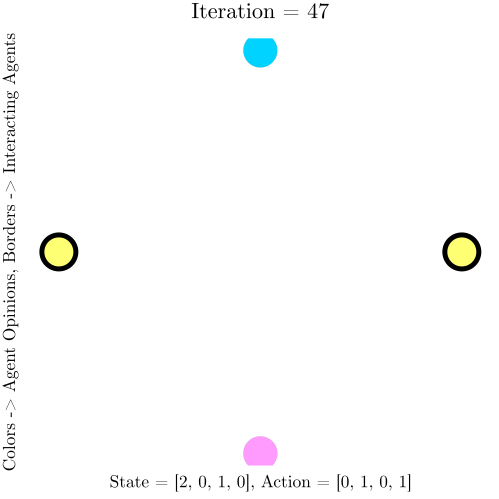 Iteration = 47
Colors -> Agent Opinions, Borders -> Interacting Agents
State = [2, 0, 1, 0], Action = [0, 1, 0, 1]